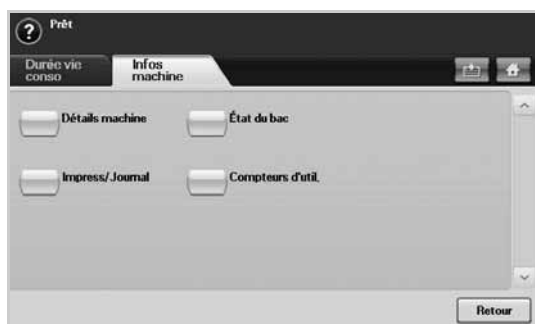 ? Prêt
Durée vie
conso
Infos
machine
Détails machine
État du bac
Impress/Journal
Compteurs d'util.
Retour